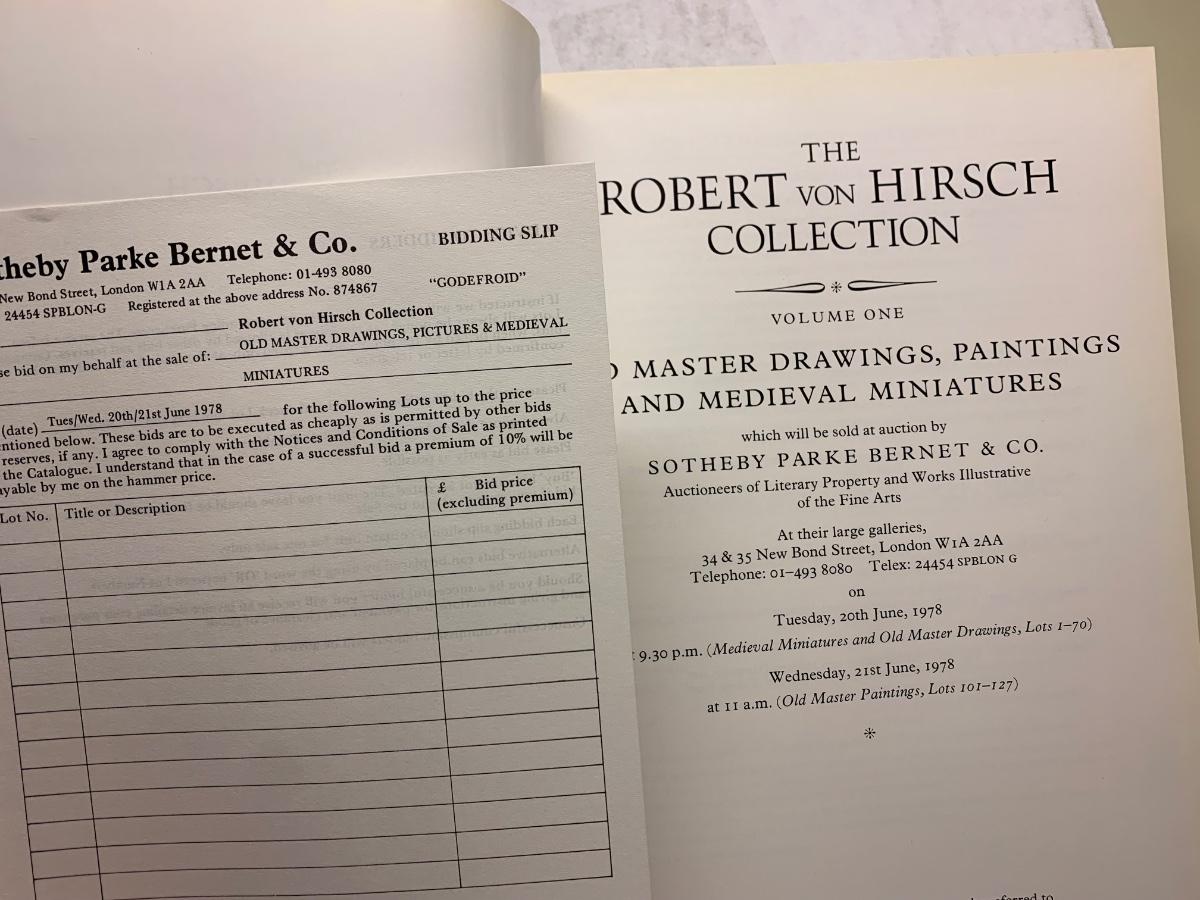 theby Parke Bernet & Co. BIDDING SLIP
New Bond Street, London W1A 2AA Telephone: 01-493 8080
24454 SPBLON-G Registered at the above address No. 874867 "GODEFROID"
Robert von Hirsch Collection
se bid on my behalf at the sale of: OLD MASTER DRAWINGS, PICTURES & MEDIEVAL
MINIATURES
(date) Tues/Wed. 20th/21st June 1978 for the following Lots up to the price
ntioned below. These bids are to be executed as cheaply as is permitted by other bids
reserves, if any. I agree to comply with the Notices and Conditions of Sale as printed
the Catalogue. I understand that in the case of a successful bid a premium of 10% will be
yable by me on the hammer price.
Lot No. Title or Description £ Bid price
(excluding premium)
THE
ROBERT VON HIRSCH
COLLECTION
VOLUME ONE
D MASTER DRAWINGS, PAINTINGS
AND MEDIEVAL MINIATURES
which will be sold at auction by
SOTHEBY PARKE BERNET & CO.
Auctioneers of Literary Property and Works Illustrative
of the Fine Arts
At their large galleries,
34 & 35 New Bond Street, London W1A 2AA
Telephone: 01-493 8080 Telex: 24454 SPBLON G
on
Tuesday, 20th June, 1978
9.30 p.m. (Medieval Miniatures and Old Master Drawings, Lots 1-70)
Wednesday, 21st June, 1978
at 11 a.m. (Old Master Paintings, Lots 101-127)